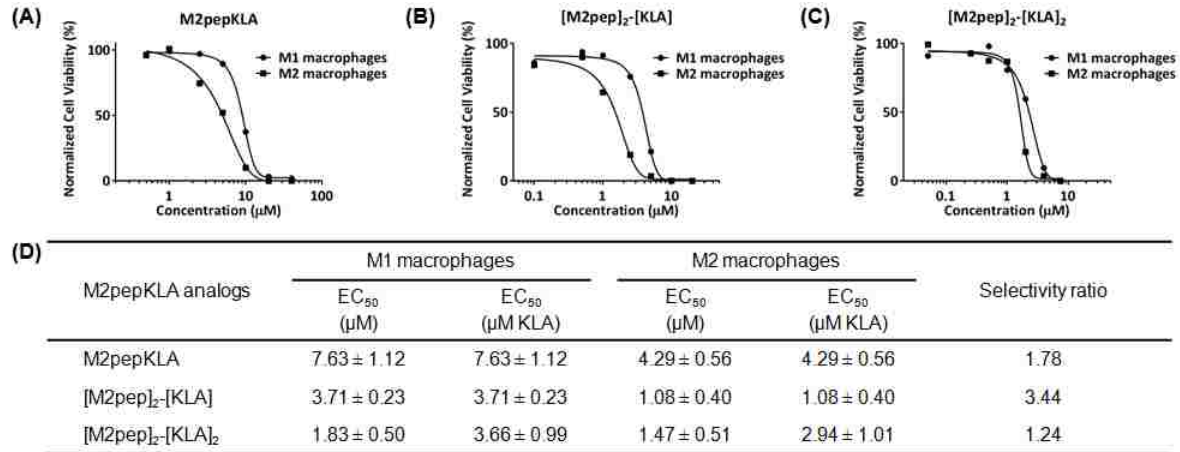 (A)
M2pepKLA
Normalized Cell Viability (%)
100
50
0
M1 macrophages
M2 macrophages
1
10
100
Concentration (μM)
(B)
[M2pep]₂-[KLA]
Normalized Cell Viability (%)
100
50
0
M1 macrophages
M2 macrophages
0.1
1
10
Concentration (μM)
(C)
[M2pep]₂-[KLA]₂
Normalized Cell Viability (%)
100
50
0
M1 macrophages
M2 macrophages
0.1
1
10
Concentration (μM)
(D)
M1 macrophages M2 macrophages
M2pepKLA analogs Selectivity ratio
EC₅₀ EC₅₀ EC₅₀ EC₅₀
(μM) (μM KLA) (μM) (μM KLA)
M2pepKLA 7.63 ± 1.12 7.63 ± 1.12 4.29 ± 0.56 4.29 ± 0.56 1.78
[M2pep]₂-[KLA] 3.71 ± 0.23 3.71 ± 0.23 1.08 ± 0.40 1.08 ± 0.40 3.44
[M2pep]₂-[KLA]₂ 1.83 ± 0.50 3.66 ± 0.99 1.47 ± 0.51 2.94 ± 1.01 1.24